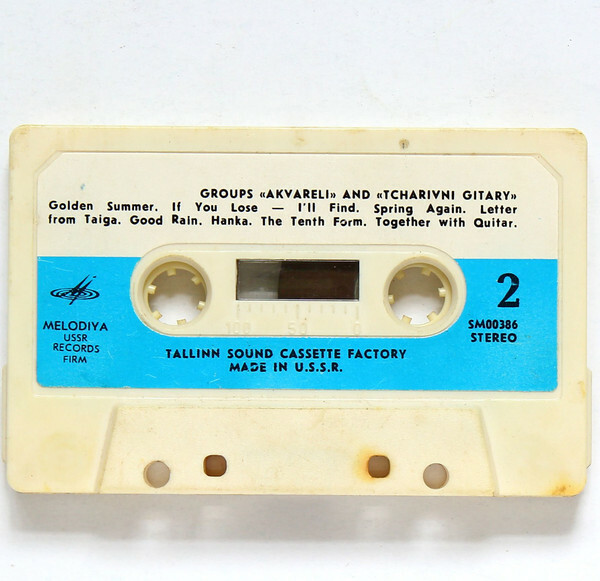 GROUPS «AKVARELI» AND «TCHARIVNI GITARY»
Golden Summer. If You Lose — I'll Find. Spring Again. Letter
from Taiga. Good Rain. Hanka. The Tenth Form. Together with Quitar.
MELODIYA
USSR
RECORDS
FIRM
100 50 0
2
SM00386
STEREO
TALLINN SOUND CASSETTE FACTORY
MADE IN U.S.S.R.